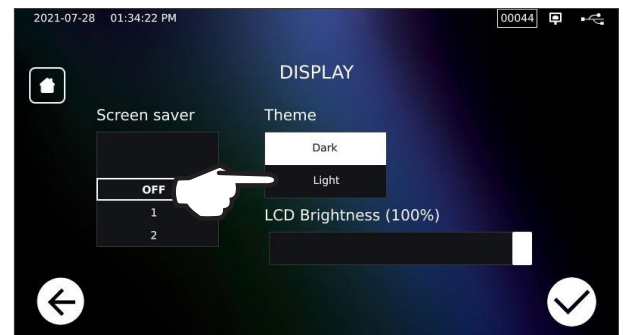 2021-07-28 01:34:22 PM 00044
DISPLAY
Screen saver
OFF
1
2
Theme
Dark
Light
LCD Brightness (100%)